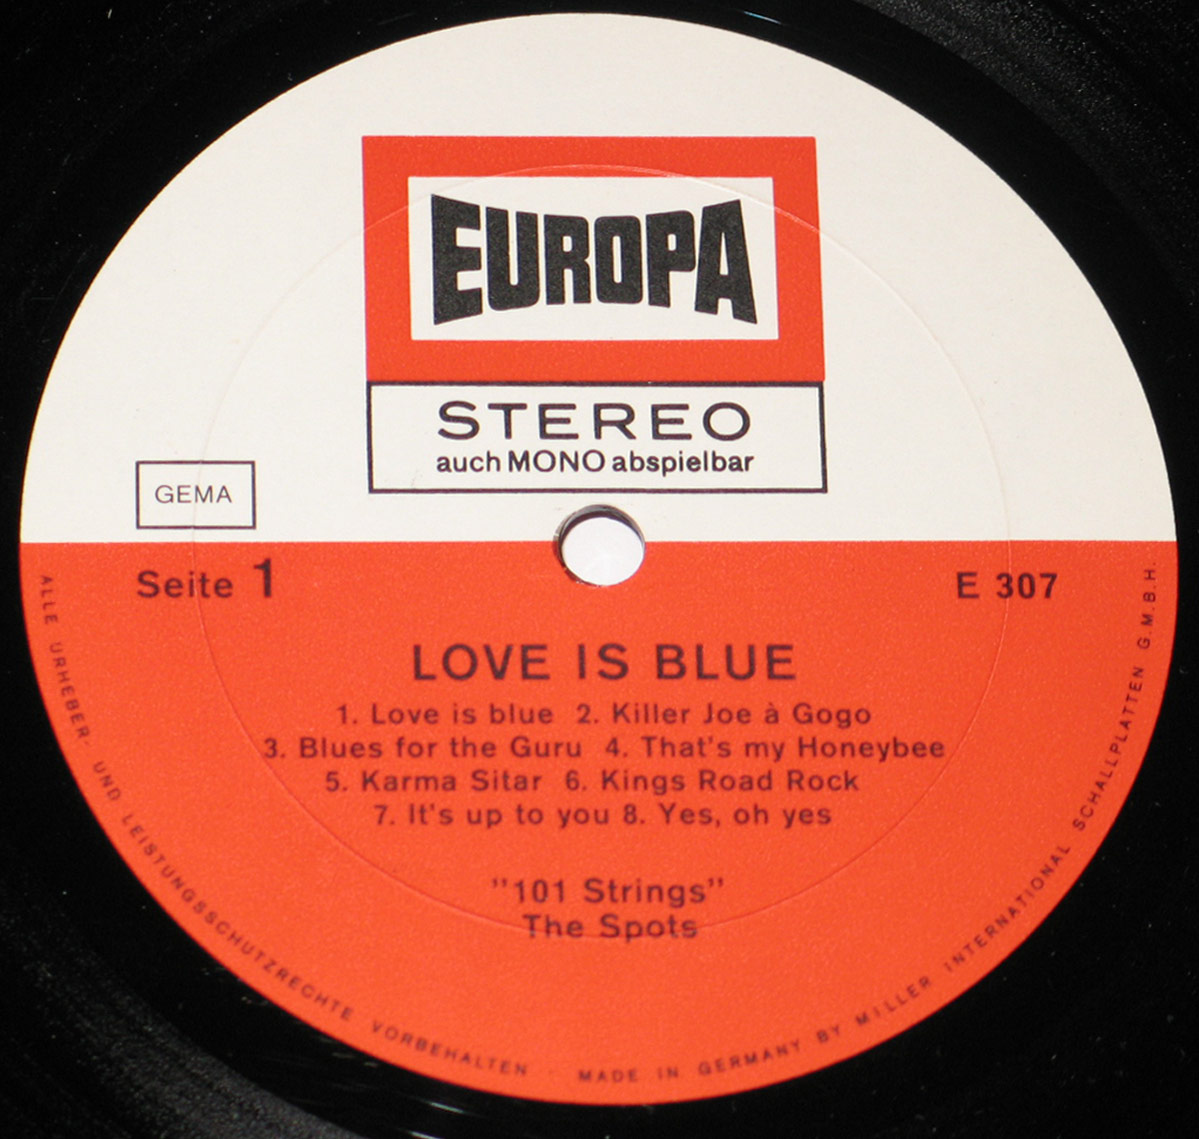 EUROPA
STEREO
auch MONO abspielbar
GEMA
Seite 1
E 307
LOVE IS BLUE
1. Love is blue 2. Killer Joe à Gogo
3. Blues for the Guru 4. That's my Honeybee
5. Karma Sitar 6. Kings Road Rock
7. It's up to you 8. Yes, oh yes
"101 Strings"
The Spots
ALLE URHEBER- UND LEISTUNGSSCHUTZRECHTE VORBEHALTEN - MADE IN GERMANY BY MILLER INTERNATIONAL SCHALLPLATTEN G.M.B.H.